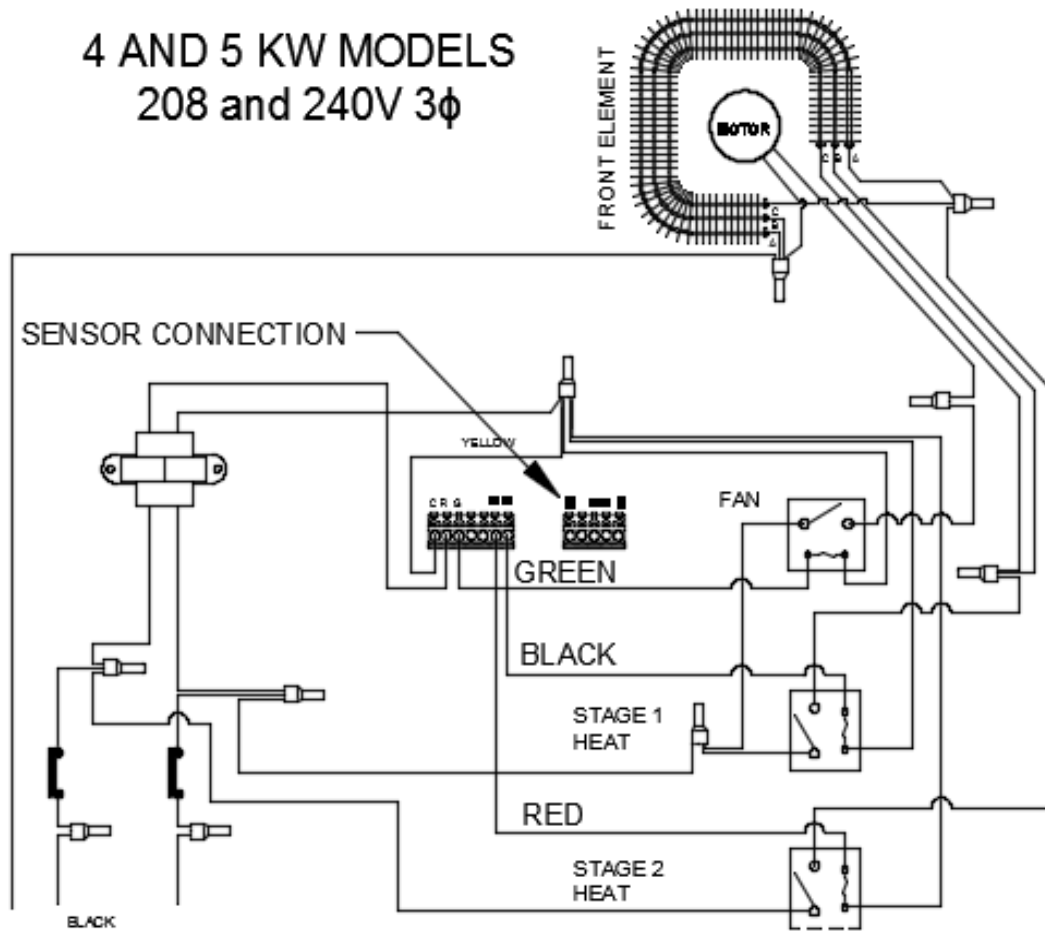 4 AND 5 KW MODELS
208 and 240V 3ϕ
FRONT ELEMENT
MOTOR
C B A
C
B
A
SENSOR CONNECTION
YELLOW
C R G
FAN
GREEN
BLACK
STAGE 1
HEAT
RED
STAGE 2
HEAT
BLACK